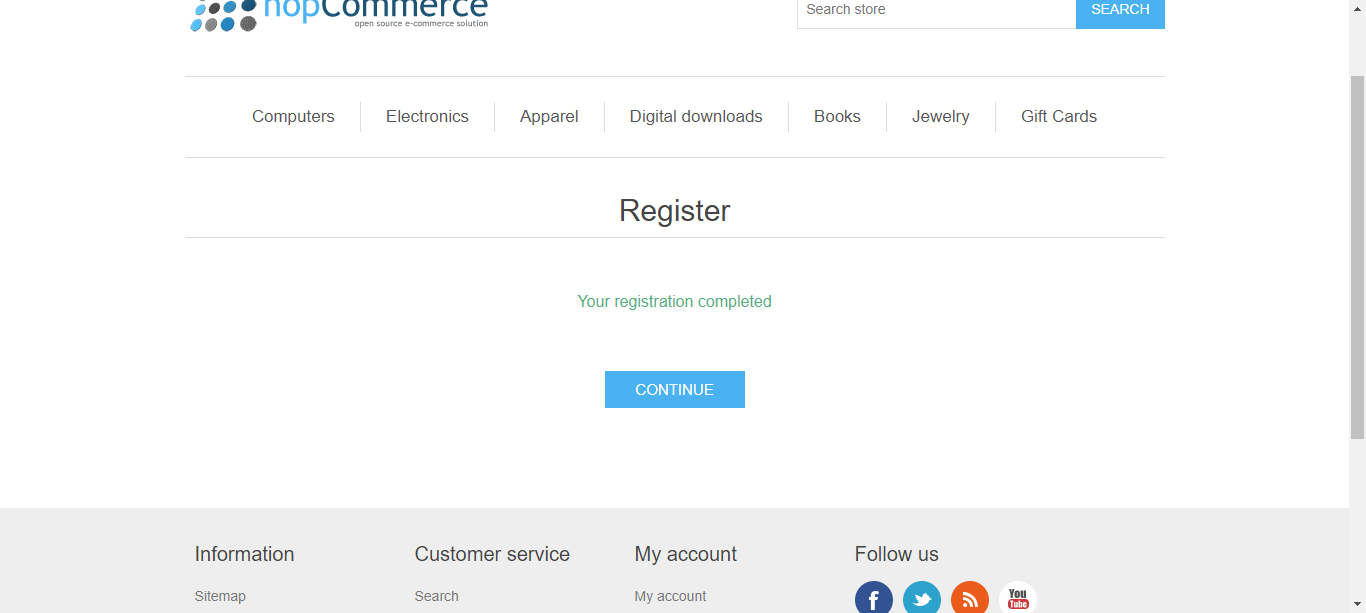 nopCommerce
open source e-commerce solution
Search store
SEARCH
Computers
Electronics
Apparel
Digital downloads
Books
Jewelry
Gift Cards
Register
Your registration completed
CONTINUE
Information
Customer service
My account
Follow us
Sitemap
Search
My account
f
You
Tube